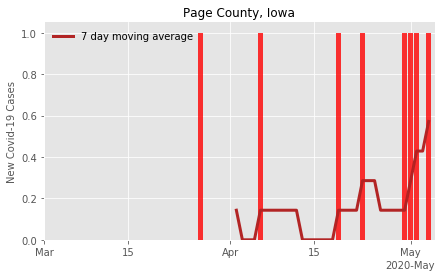 Page County, Iowa
7 day moving average
New Covid-19 Cases
1.0
0.8
0.6
0.4
0.2
0.0
Mar 15 Apr 15 May
2020-May